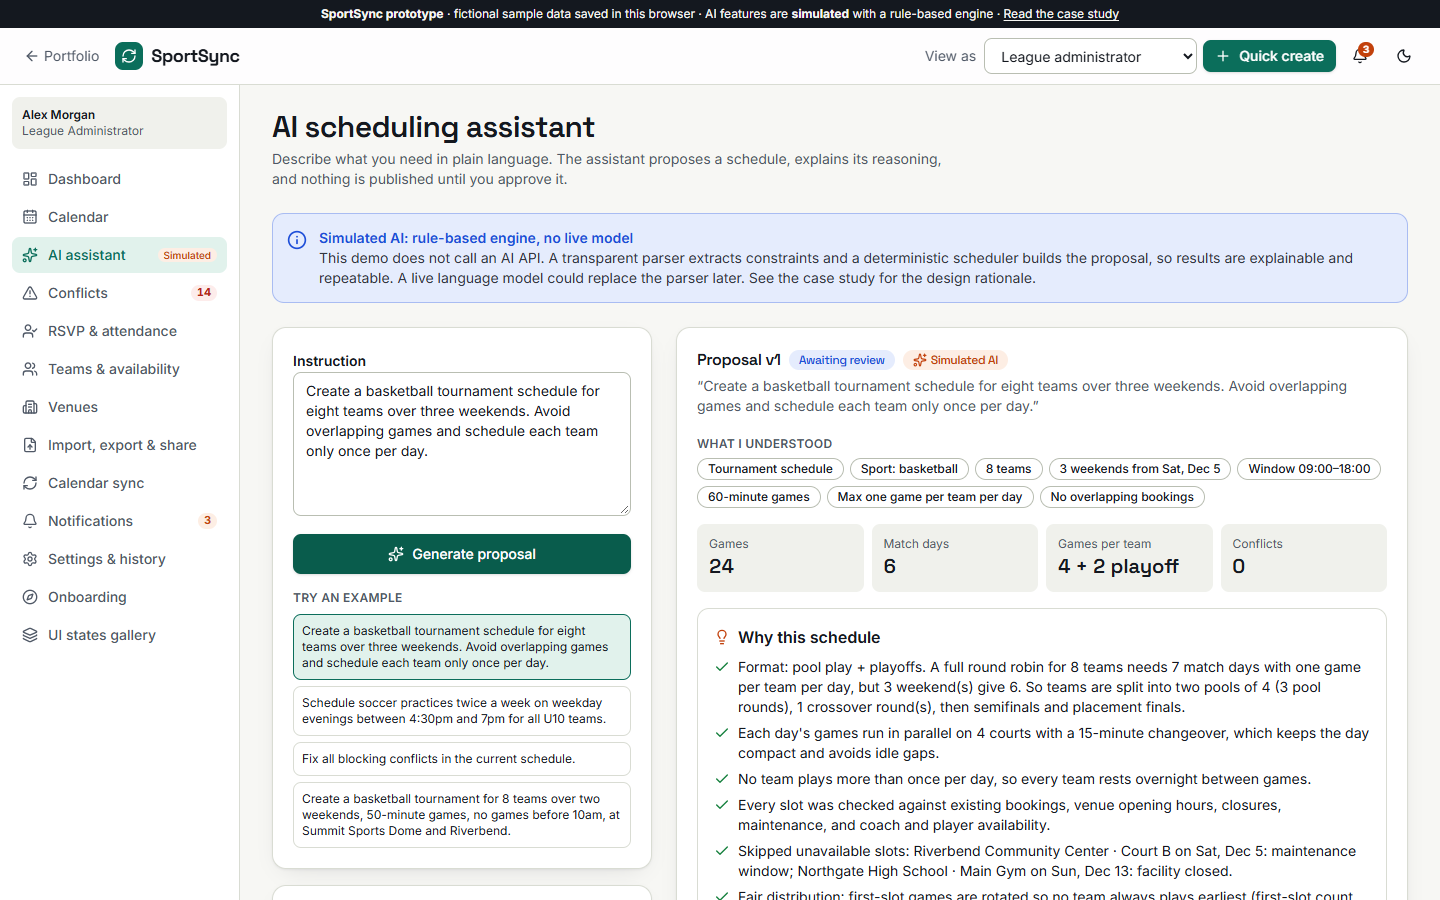 SportSync prototype · fictional sample data saved in this browser · AI features are simulated with a rule-based engine · Read the case study
Portfolio
SportSync
View as
League administrator
Quick create
3
Alex Morgan
League Administrator
Dashboard
Calendar
AI assistant
Simulated
Conflicts
14
RSVP & attendance
Teams & availability
Venues
Import, export & share
Calendar sync
Notifications
3
Settings & history
Onboarding
UI states gallery
AI scheduling assistant
Describe what you need in plain language. The assistant proposes a schedule, explains its reasoning,
and nothing is published until you approve it.
Simulated AI: rule-based engine, no live model
This demo does not call an AI API. A transparent parser extracts constraints and a deterministic scheduler builds the proposal, so results are explainable and
repeatable. A live language model could replace the parser later. See the case study for the design rationale.
Instruction
Create a basketball tournament schedule for
eight teams over three weekends. Avoid
overlapping games and schedule each team
only once per day.
Generate proposal
TRY AN EXAMPLE
Create a basketball tournament schedule for eight
teams over three weekends. Avoid overlapping games
and schedule each team only once per day.
Schedule soccer practices twice a week on weekday
evenings between 4:30pm and 7pm for all U10 teams.
Fix all blocking conflicts in the current schedule.
Create a basketball tournament for 8 teams over two
weekends, 50-minute games, no games before 10am, at
Summit Sports Dome and Riverbend.
Proposal v1
Awaiting review
Simulated AI
“Create a basketball tournament schedule for eight teams over three weekends. Avoid overlapping
games and schedule each team only once per day.”
WHAT I UNDERSTOOD
Tournament schedule
Sport: basketball
8 teams
3 weekends from Sat, Dec 5
Window 09:00–18:00
60-minute games
Max one game per team per day
No overlapping bookings
Games
24
Match days
6
Games per team
4 + 2 playoff
Conflicts
0
Why this schedule
Format: pool play + playoffs. A full round robin for 8 teams needs 7 match days with one game
per team per day, but 3 weekend(s) give 6. So teams are split into two pools of 4 (3 pool
rounds), 1 crossover round(s), then semifinals and placement finals.
Each day's games run in parallel on 4 courts with a 15-minute changeover, which keeps the day
compact and avoids idle gaps.
No team plays more than once per day, so every team rests overnight between games.
Every slot was checked against existing bookings, venue opening hours, closures,
maintenance, and coach and player availability.
Skipped unavailable slots: Riverbend Community Center · Court B on Sat, Dec 5: maintenance
window; Northgate High School · Main Gym on Sun, Dec 13: facility closed.
Fair distribution: first-slot games are rotated so no team always plays earliest (first-slot count